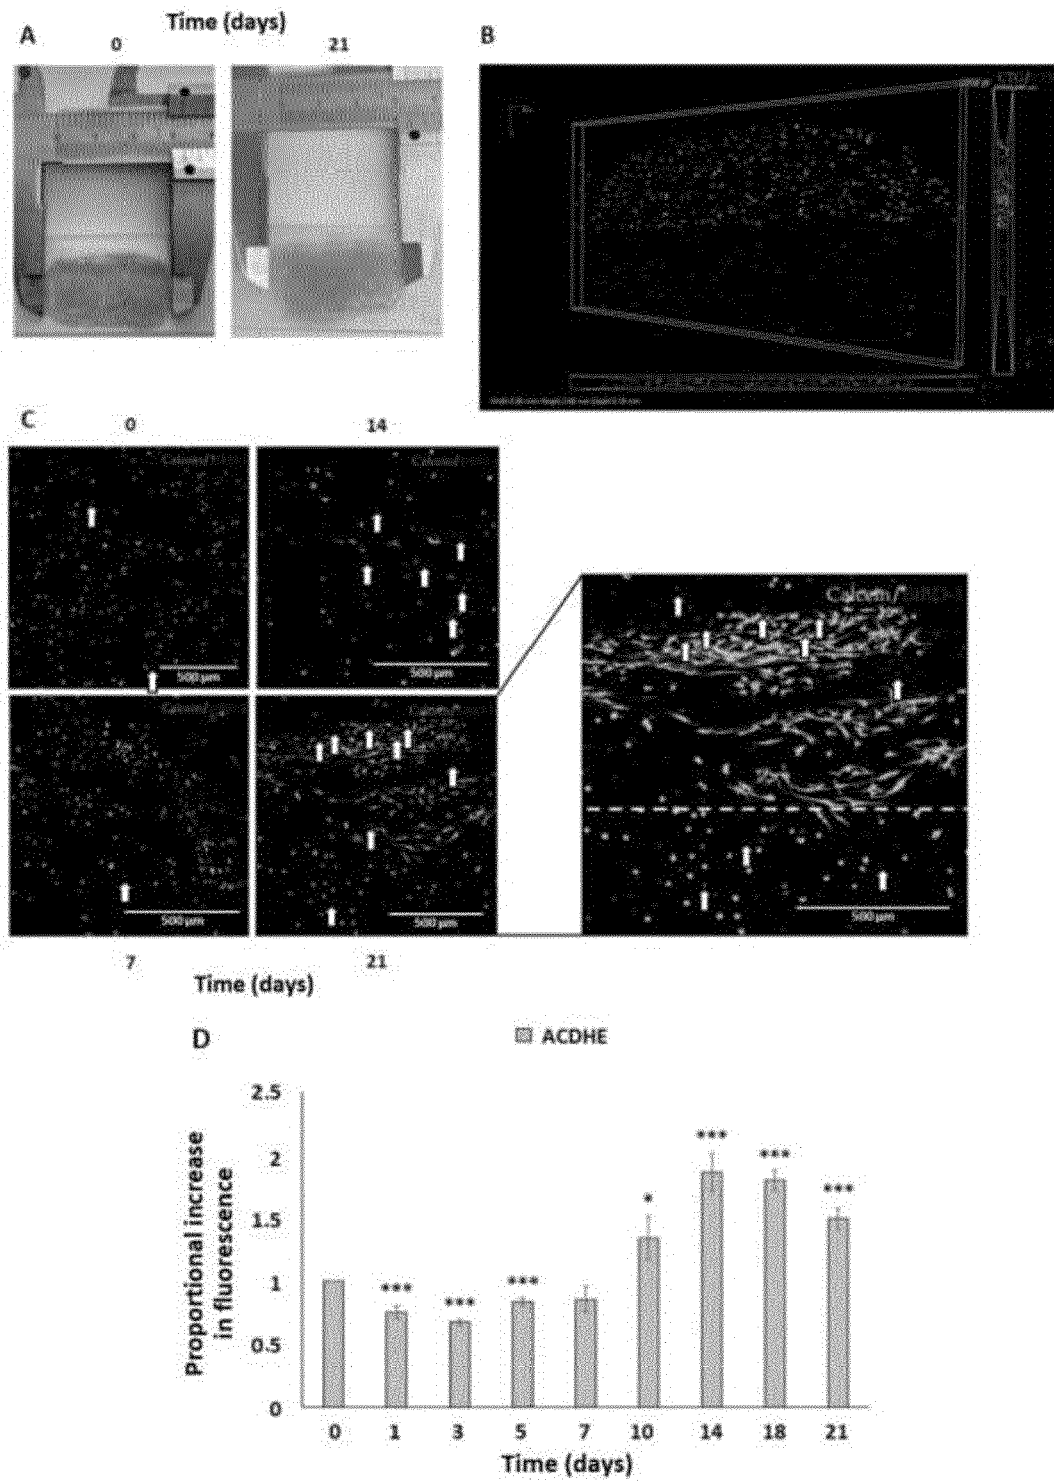 Time (days)
A
0
21
B
C
0
14
500 µm
500 µm
Calcein/
500 µm
500 µm
500 µm
7
21
Time (days)
D
ACDHE
Proportional increase
in fluorescence
2.5
2
1.5
1
0.5
0
***
***
***
*
***
***
***
0
1
3
5
7
10
14
18
21
Time (days)